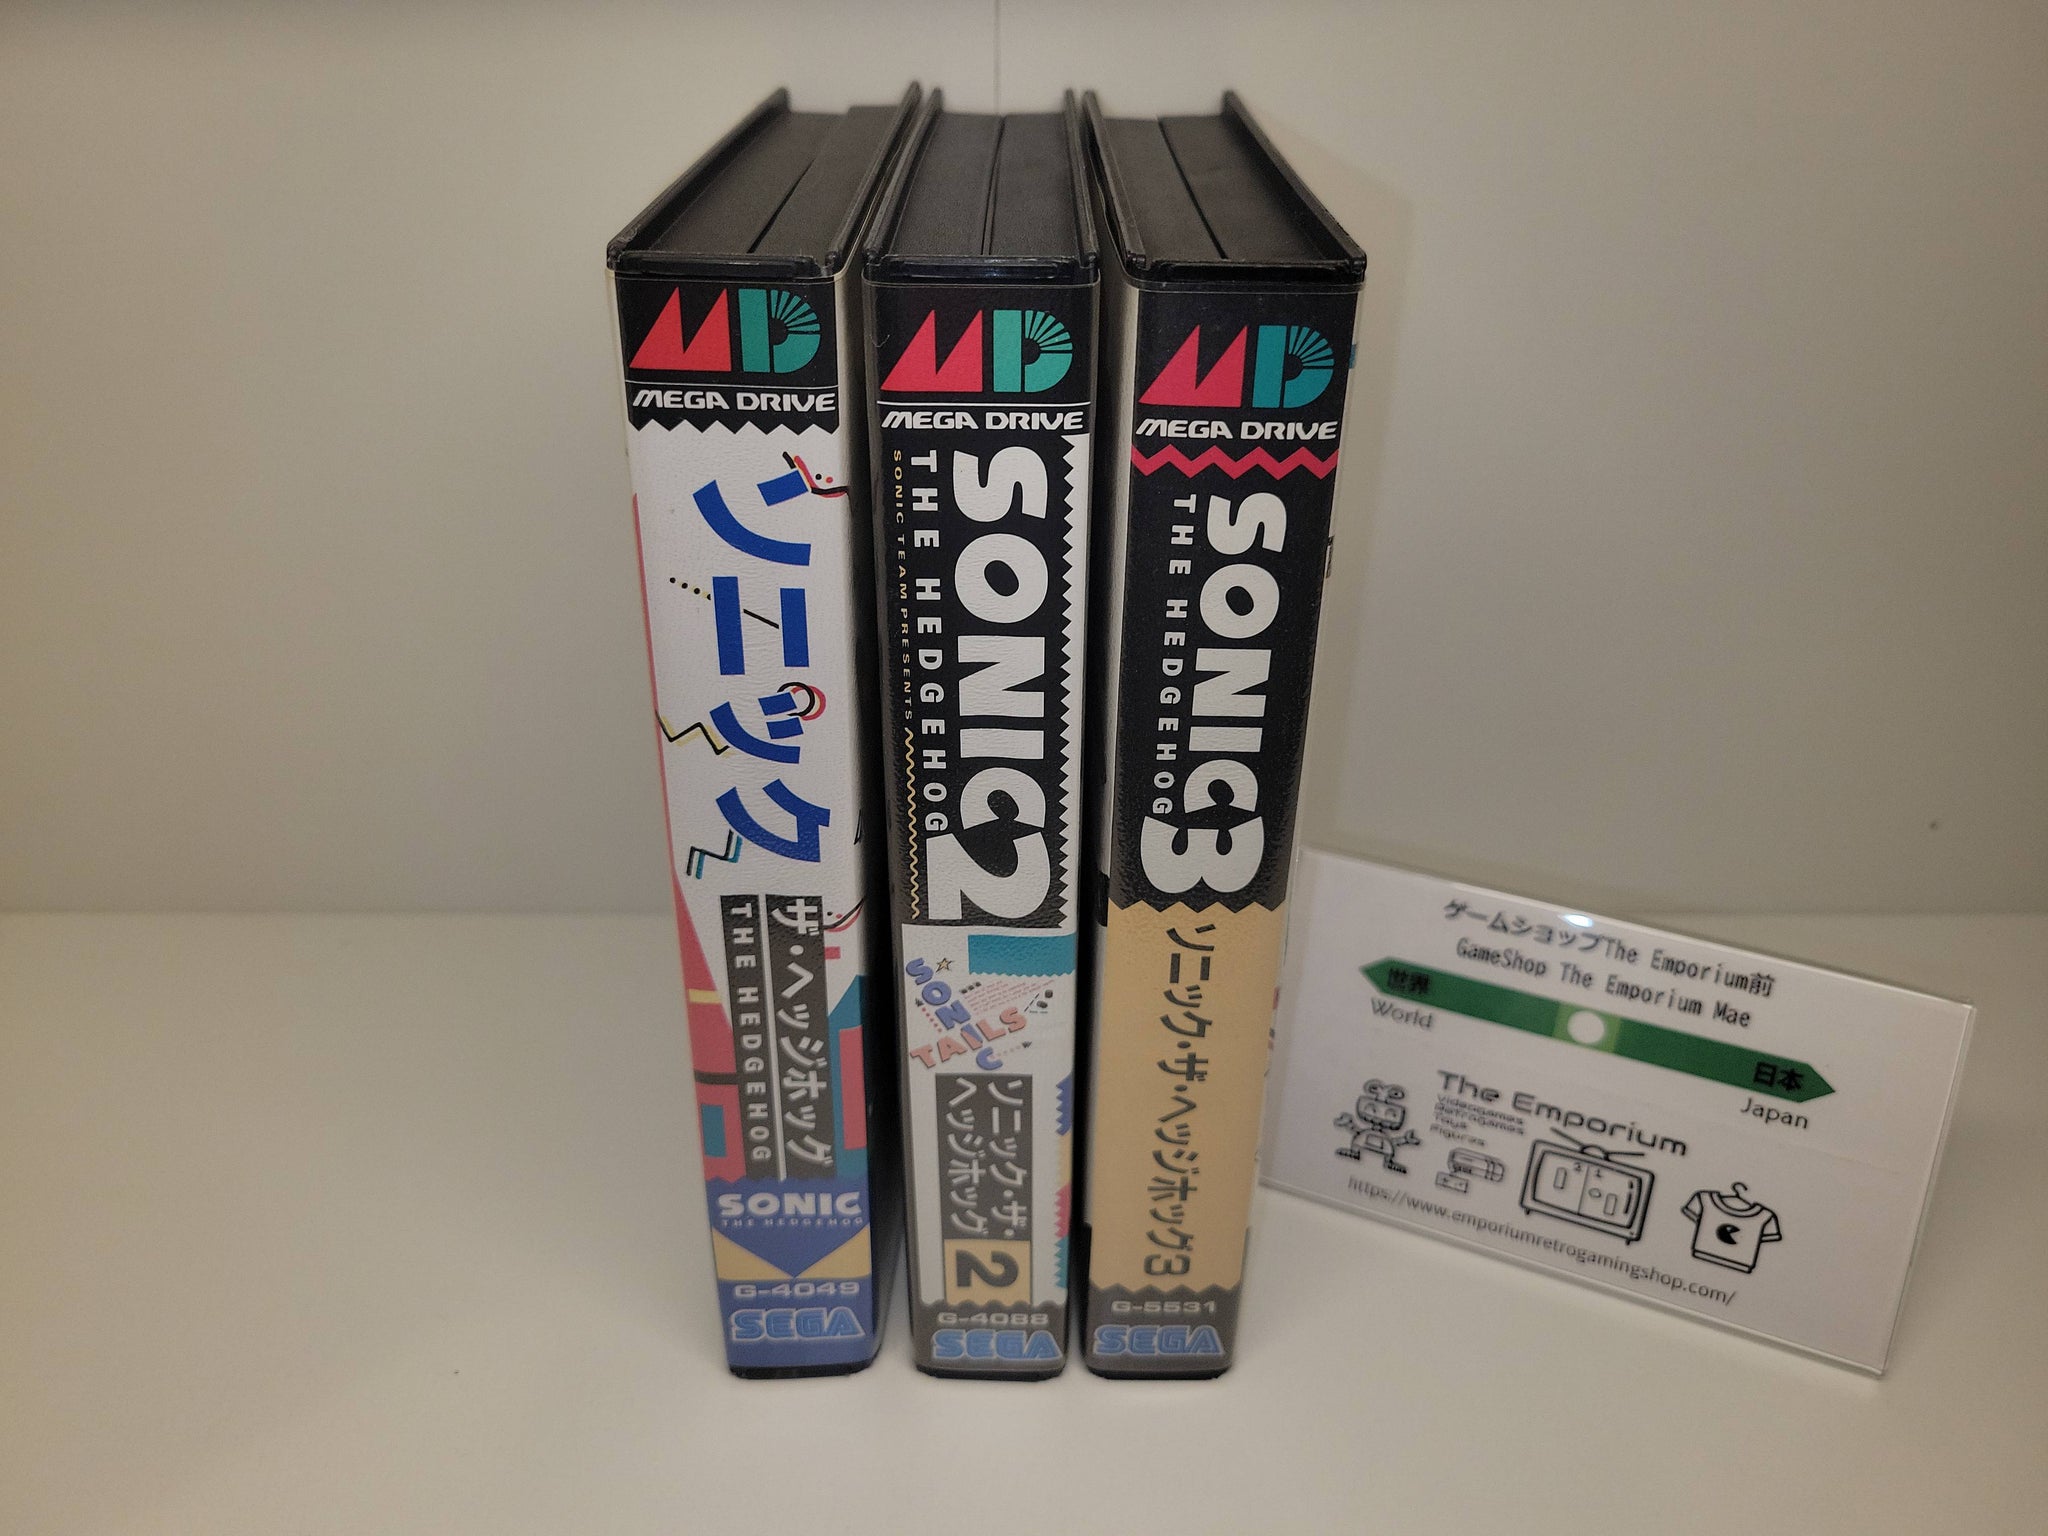 MD
MEGA DRIVE
ソニック
ザ・ヘッジホッグ
THE HEDGEHOG
SONIC
THE HEDGEHOG
G-4049
SEGA
MD
MEGA DRIVE
SONIC 2
THE HEDGEHOG
SONIC TEAM PRESENTS
SONIC
TAILS
ソニック・ザ・
ヘッジホッグ
2
G-4088
SEGA
MD
MEGA DRIVE
SONIC 3
THE HEDGEHOG
ソニック・ザ・ヘッジホッグ3
G-5531
SEGA
ゲームショップThe Emporium前
GameShop The Emporium Mae
世界
World
日本
Japan
The Emporium
Videogames
Retrogames
Toys
Figures
https://www.emporiumretrogamingshop.com/